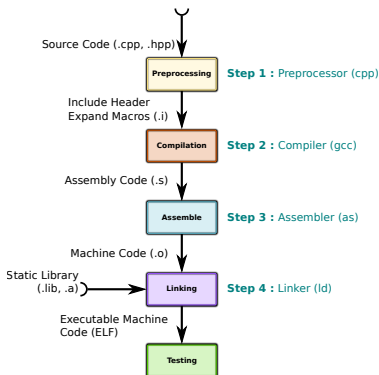 Source Code (.cpp, .hpp)
Preprocessing
Step 1 : Preprocessor (cpp)
Include Header
Expand Macros (.i)
Compilation
Step 2 : Compiler (gcc)
Assembly Code (.s)
Assemble
Step 3 : Assembler (as)
Machine Code (.o)
Static Library
(.lib, .a)
Linking
Step 4 : Linker (ld)
Executable Machine
Code (ELF)
Testing